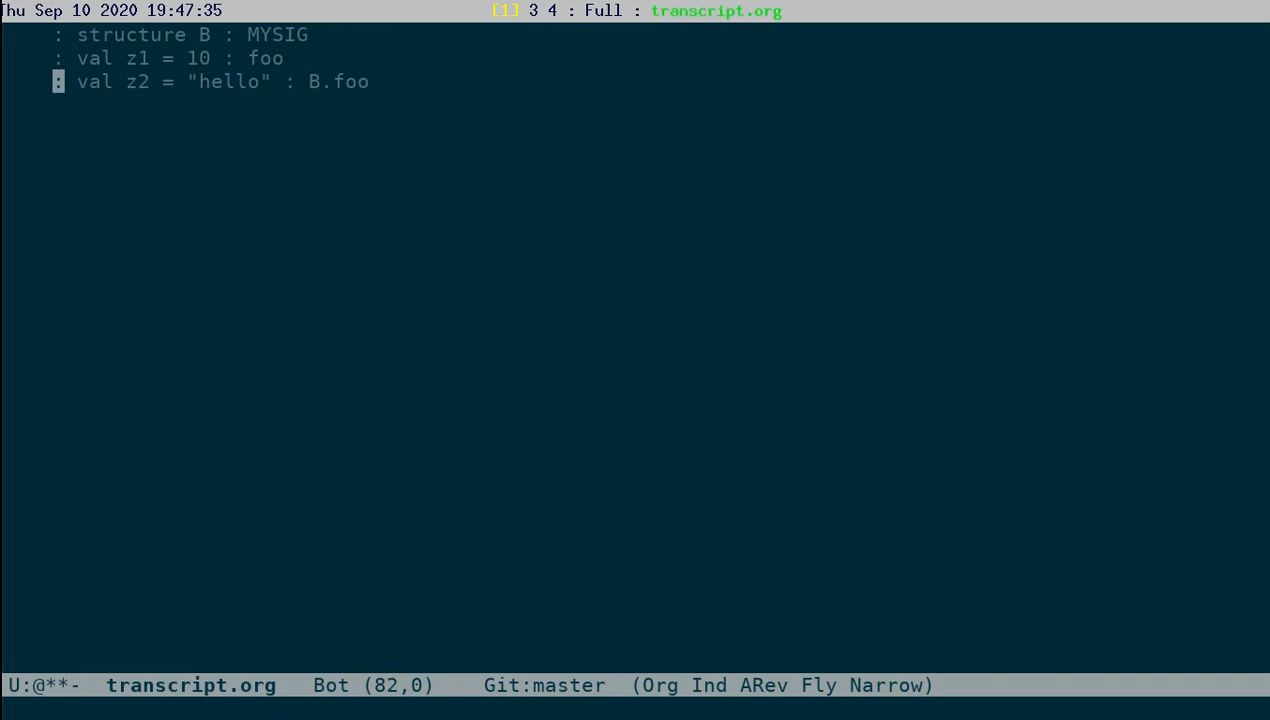 Thu Sep 10 2020 19:47:35 [1] 3 4 : Full : transcript.org
: structure B : MYSIG
: val z1 = 10 : foo
: val z2 = "hello" : B.foo
U:@**- transcript.org Bot (82,0) Git:master (Org Ind ARev Fly Narrow)